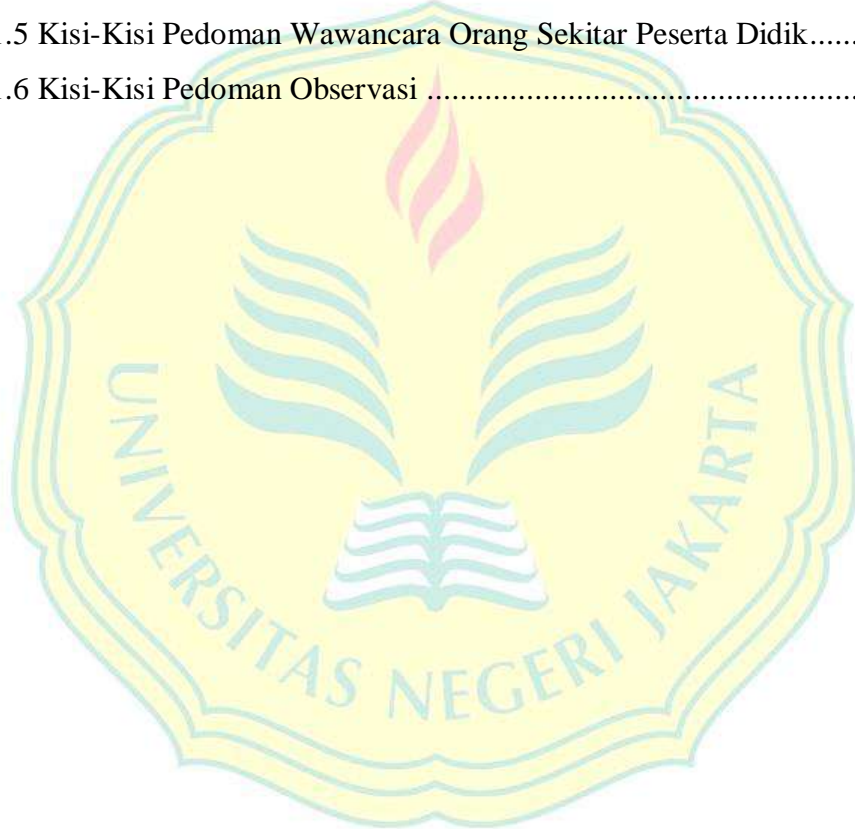 .5 Kisi-Kisi Pedoman Wawancara Orang Sekitar Peserta Didik......
.6 Kisi-Kisi Pedoman Observasi ....................................................
UNIVERSITAS NEGERI JAKARTA